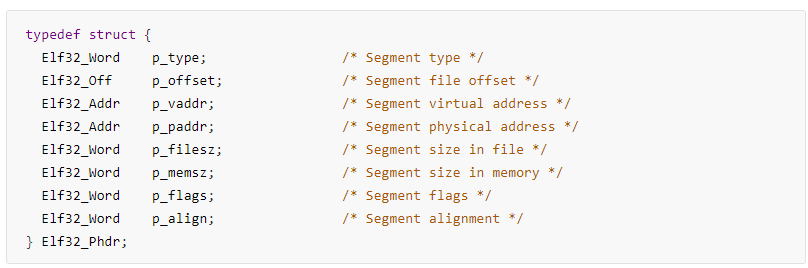 typedef struct {
  Elf32_Word    p_type;                 /* Segment type */
  Elf32_Off     p_offset;               /* Segment file offset */
  Elf32_Addr    p_vaddr;                /* Segment virtual address */
  Elf32_Addr    p_paddr;                /* Segment physical address */
  Elf32_Word    p_filesz;               /* Segment size in file */
  Elf32_Word    p_memsz;                /* Segment size in memory */
  Elf32_Word    p_flags;                /* Segment flags */
  Elf32_Word    p_align;                /* Segment alignment */
} Elf32_Phdr;